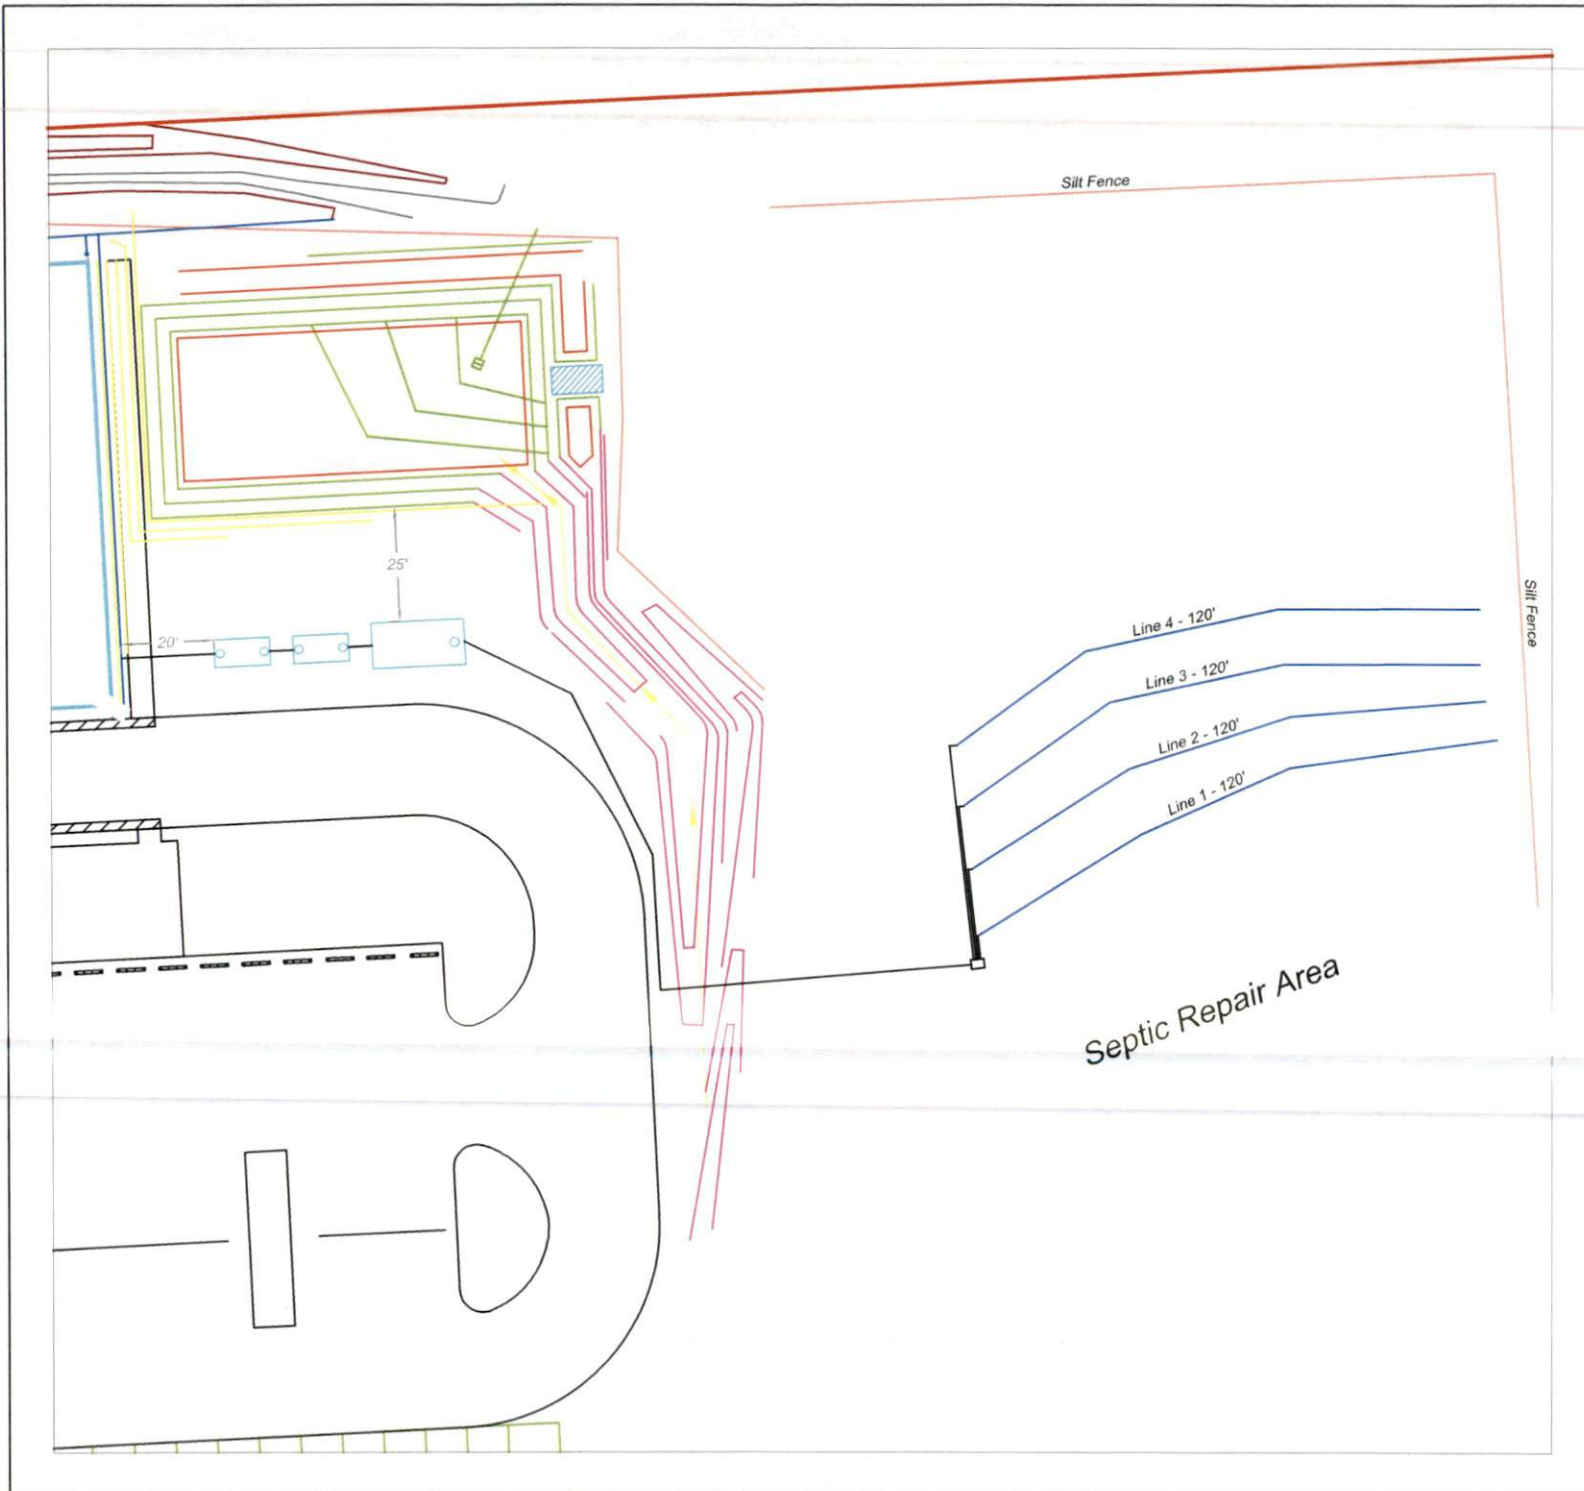 Silt Fence
25'
20'
Silt Fence
Line 4 - 120'
Line 3 - 120'
Line 2 - 120'
Line 1 - 120'
Septic Repair Area